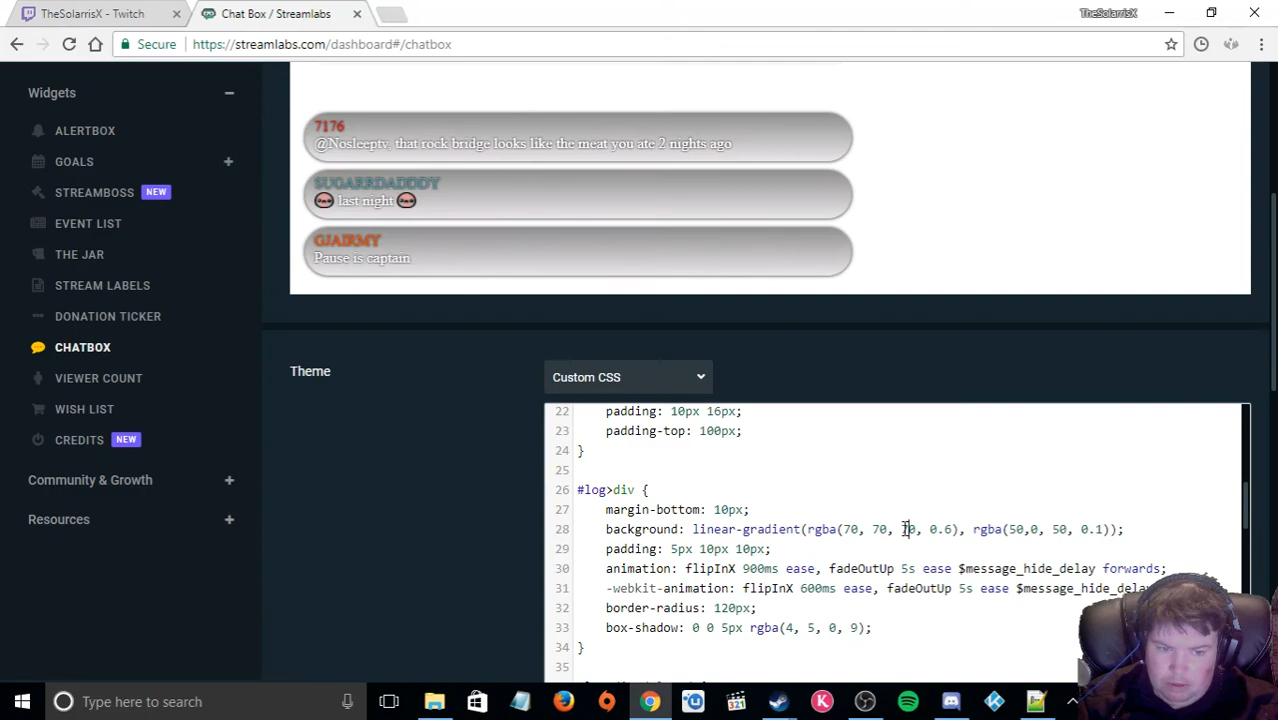 TheSolarrisX - Twitch
Chat Box / Streamlabs
TheSolarrisX
Secure
https://streamlabs.com/dashboard#/chatbox
Widgets
ALERTBOX
GOALS
STREAMBOSS NEW
EVENT LIST
THE JAR
STREAM LABELS
DONATION TICKER
CHATBOX
VIEWER COUNT
WISH LIST
CREDITS NEW
Community & Growth
Resources
7176
@Nosleeptv, that rock bridge looks like the meat you ate 2 nights ago
SUGARRDADDDY
last night
GJAIRMY
Pause is captain
Theme
Custom CSS
22 padding: 10px 16px;
23 padding-top: 100px;
24 }
25
26 #log>div {
27 margin-bottom: 10px;
28 background: linear-gradient(rgba(70, 70, 70, 0.6), rgba(50,0, 50, 0.1));
29 padding: 5px 10px 10px;
30 animation: flipInX 900ms ease, fadeOutUp 5s ease $message_hide_delay forwards;
31 -webkit-animation: flipInX 600ms ease, fadeOutUp 5s ease $message_hide_delay
32 border-radius: 120px;
33 box-shadow: 0 0 5px rgba(4, 5, 0, 9);
34 }
35
Type here to search
321